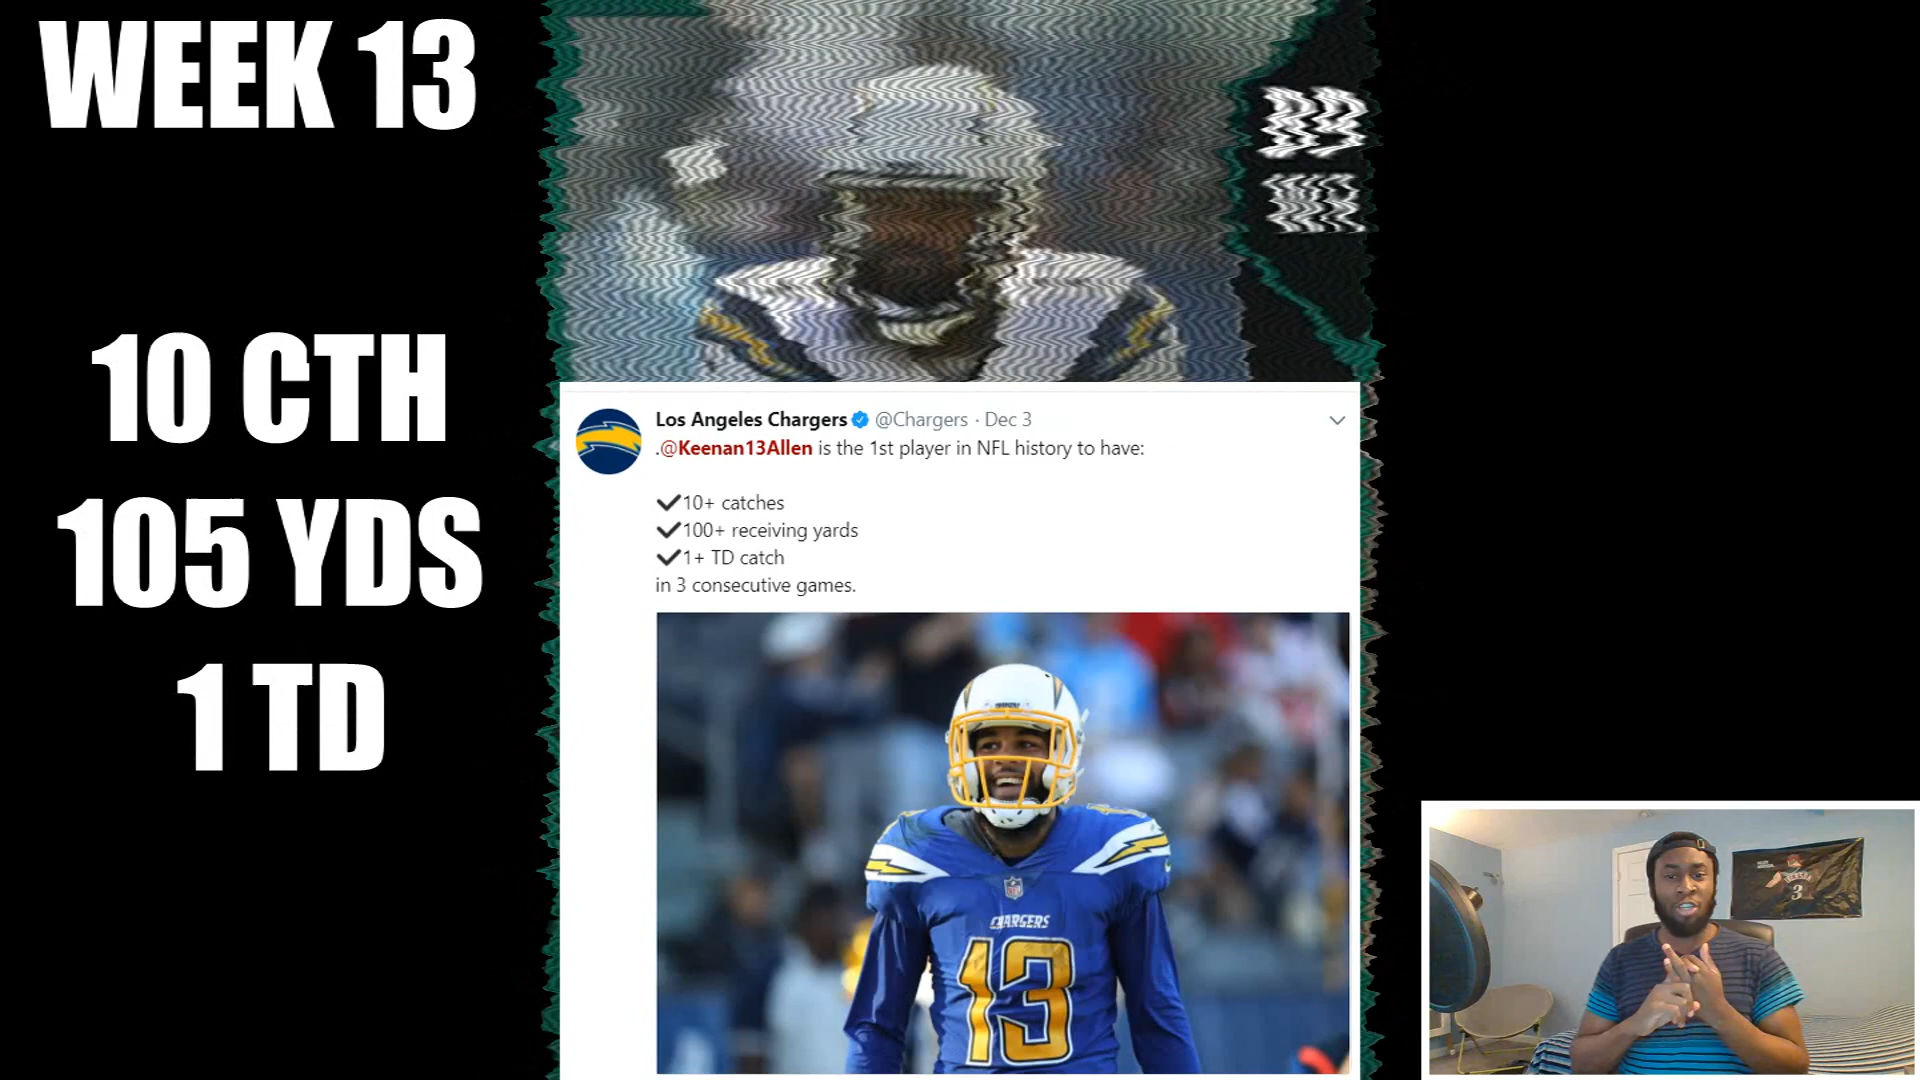 WEEK 13
10 CTH
105 YDS
1 TD
Los Angeles Chargers @Chargers · Dec 3
.@Keenan13Allen is the 1st player in NFL history to have:
✔10+ catches
✔100+ receiving yards
✔1+ TD catch
in 3 consecutive games.
CHARGERS
13
3